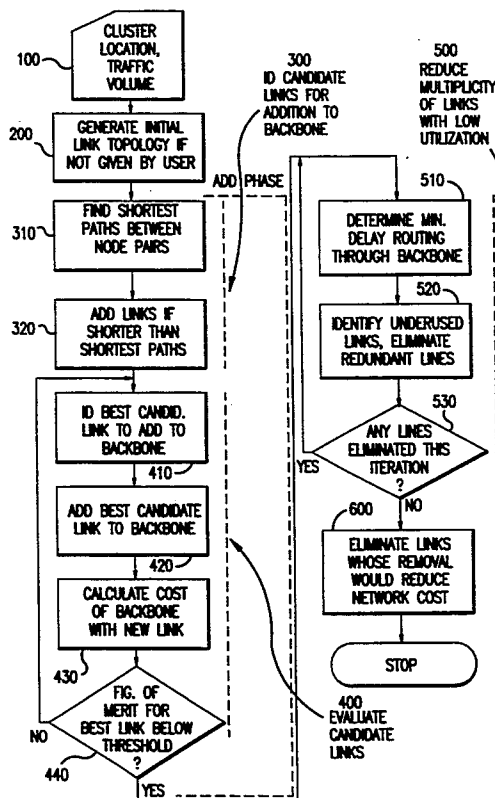 CLUSTER
LOCATION,
TRAFFIC
VOLUME
100
GENERATE INITIAL
LINK TOPOLOGY IF
NOT GIVEN BY USER
200
ADD PHASE
FIND SHORTEST
PATHS BETWEEN
NODE PAIRS
310
ADD LINKS IF
SHORTER THAN
SHORTEST PATHS
320
ID BEST CANDID.
LINK TO ADD TO
BACKBONE
410
ADD BEST CANDIDATE
LINK TO BACKBONE
420
CALCULATE COST
OF BACKBONE
WITH NEW LINK
430
FIG. OF
MERIT FOR
BEST LINK BELOW
THRESHOLD
?
NO
440
YES
300
ID CANDIDATE
LINKS FOR
ADDITION TO
BACKBONE
400
EVALUATE
CANDIDATE
LINKS
500
REDUCE
MULTIPLICITY
OF LINKS
WITH LOW
UTILIZATION
510
DETERMINE MIN.
DELAY ROUTING
THROUGH BACKBONE
520
IDENTIFY UNDERUSED
LINKS, ELIMINATE
REDUNDANT LINES
530
ANY LINES
ELIMINATED THIS
ITERATION
?
YES
NO
600
ELIMINATE LINKS
WHOSE REMOVAL
WOULD REDUCE
NETWORK COST
STOP